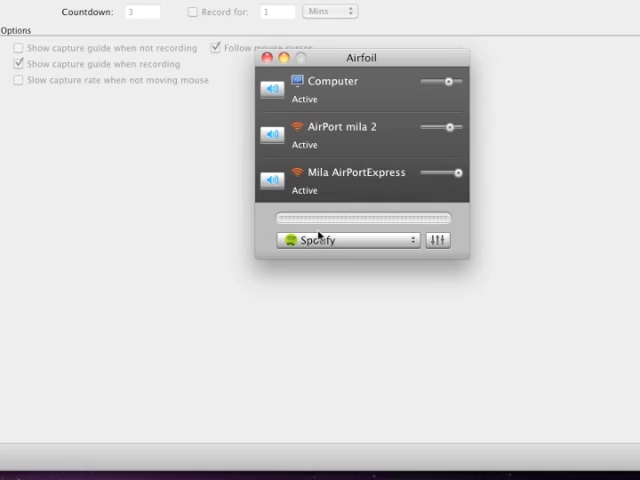 Countdown: 3 Record for: 1 Mins
Options
Show capture guide when not recording Follow mouse cursor
Show capture guide when recording
Slow capture rate when not moving mouse
Airfoil
Computer
Active
AirPort mila 2
Active
Mila AirPortExpress
Active
Spotify